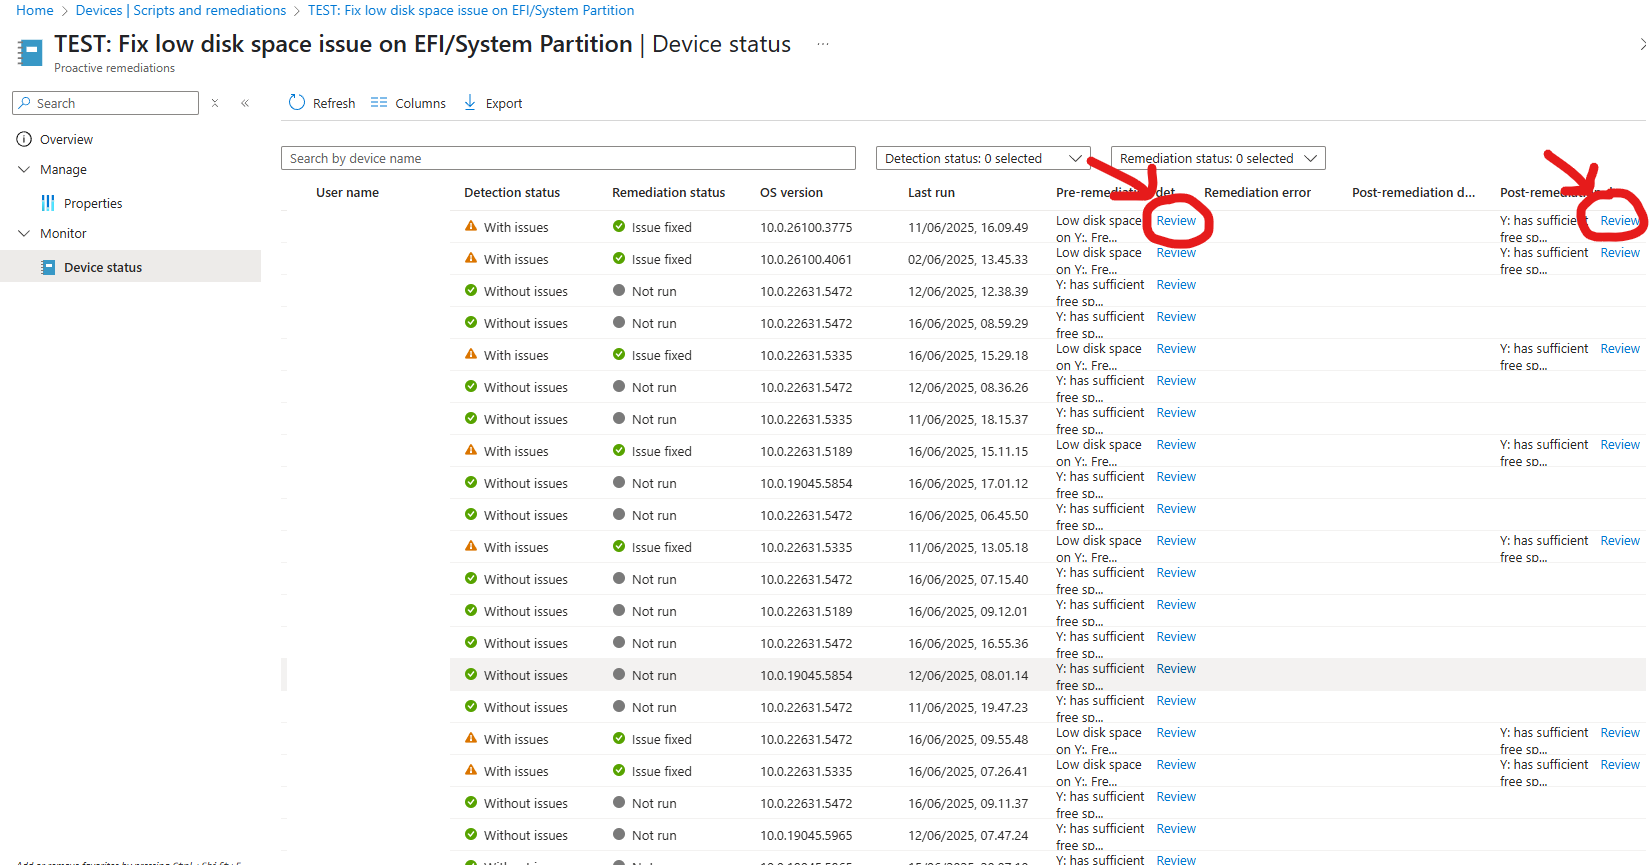 Home > Devices | Scripts and remediations > TEST: Fix low disk space issue on EFI/System Partition
TEST: Fix low disk space issue on EFI/System Partition | Device status ...
Proactive remediations
Search
Overview
Manage
Properties
Monitor
Device status
Refresh Columns Export
Search by device name Detection status: 0 selected Remediation status: 0 selected
User name Detection status Remediation status OS version Last run det Remediation error Post-remediation d...
With issues Issue fixed 10.0.26100.3775 11/06/2025, 16.09.49 Low disk space on Y:. Fre... Review Y: has sufficient free sp... Review
With issues Issue fixed 10.0.26100.4061 02/06/2025, 13.45.33 Low disk space on Y:. Fre... Review Y: has sufficient free sp... Review
Without issues Not run 10.0.22631.5472 12/06/2025, 12.38.39 Y: has sufficient free sp... Review
Without issues Not run 10.0.22631.5472 16/06/2025, 08.59.29 Y: has sufficient free sp... Review
With issues Issue fixed 10.0.22631.5335 16/06/2025, 15.29.18 Low disk space on Y:. Fre... Review Y: has sufficient free sp... Review
Without issues Not run 10.0.22631.5472 12/06/2025, 08.36.26 Y: has sufficient free sp... Review
Without issues Not run 10.0.22631.5335 11/06/2025, 18.15.37 Y: has sufficient free sp... Review
With issues Issue fixed 10.0.22631.5189 16/06/2025, 15.11.15 Low disk space on Y:. Fre... Review Y: has sufficient free sp... Review
Without issues Not run 10.0.19045.5854 16/06/2025, 17.01.12 Y: has sufficient free sp... Review
Without issues Not run 10.0.22631.5472 16/06/2025, 06.45.50 Y: has sufficient free sp... Review
With issues Issue fixed 10.0.22631.5335 11/06/2025, 13.05.18 Low disk space on Y:. Fre... Review Y: has sufficient free sp... Review
Without issues Not run 10.0.22631.5472 16/06/2025, 07.15.40 Y: has sufficient free sp... Review
Without issues Not run 10.0.22631.5189 16/06/2025, 09.12.01 Y: has sufficient free sp... Review
Without issues Not run 10.0.22631.5472 16/06/2025, 16.55.36 Y: has sufficient free sp... Review
Without issues Not run 10.0.19045.5854 12/06/2025, 08.01.14 Y: has sufficient free sp... Review
Without issues Not run 10.0.22631.5472 11/06/2025, 19.47.23 Y: has sufficient free sp... Review
With issues Issue fixed 10.0.22631.5472 16/06/2025, 09.55.48 Low disk space on Y:. Fre... Review Y: has sufficient free sp... Review
With issues Issue fixed 10.0.22631.5335 16/06/2025, 07.26.41 Low disk space on Y:. Fre... Review Y: has sufficient free sp... Review
Without issues Not run 10.0.22631.5472 16/06/2025, 09.11.37 Y: has sufficient free sp... Review
Without issues Not run 10.0.19045.5965 12/06/2025, 07.47.24 Y: has sufficient free sp... Review
Y: has sufficient Review